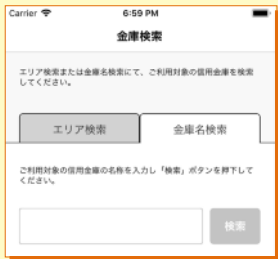 Carrier 6:59 PM
金庫検索
エリア検索または金庫名検索にて、ご利用対象の信用金庫を検索
してください。
エリア検索 金庫名検索
ご利用対象の信用金庫の名称を入力し「検索」ボタンを押下して
ください。
検索